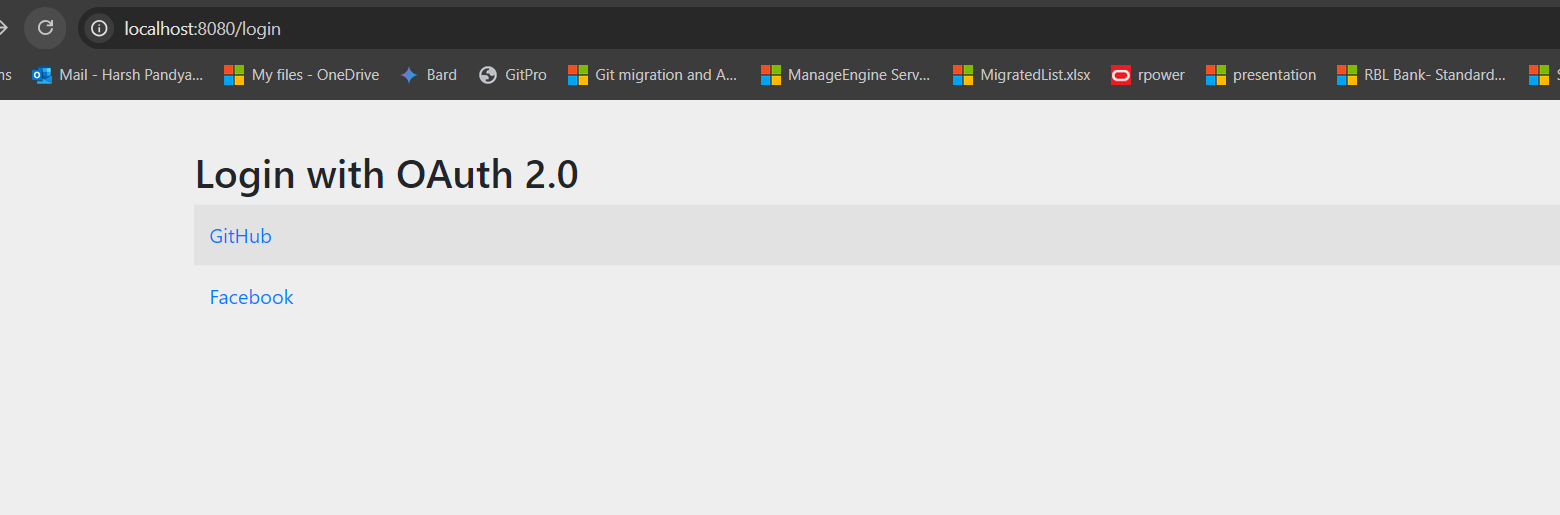 localhost:8080/login
ns Mail - Harsh Pandya... My files - OneDrive Bard GitPro Git migration and A... ManageEngine Serv... MigratedList.xlsx rpower presentation RBL Bank- Standard... S
Login with OAuth 2.0
GitHub
Facebook